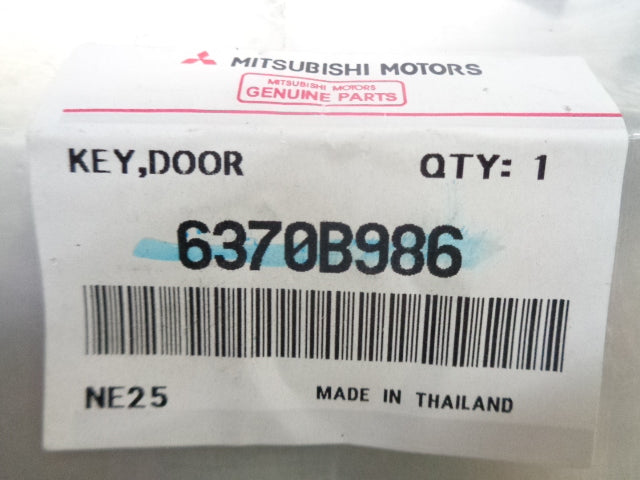 MITSUBISHI MOTORS
MITSUBISHI MOTORS
GENUINE PARTS
KEY,DOOR QTY: 1
6370B986
NE25 MADE IN THAILAND